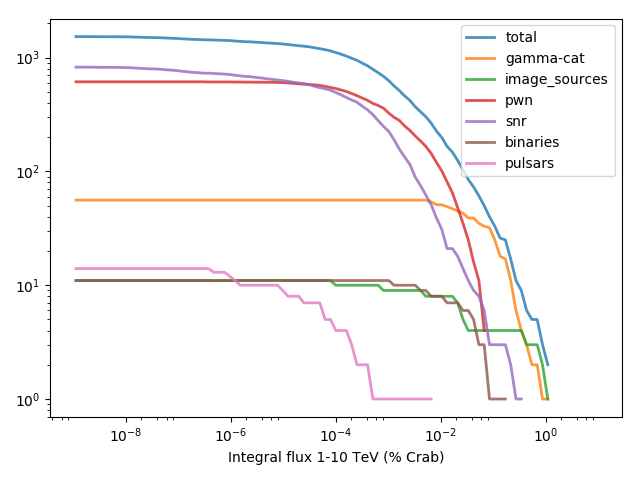 10³
10²
10¹
10⁰
10⁻⁸
10⁻⁶
10⁻⁴
10⁻²
10⁰
Integral flux 1-10 TeV (% Crab)
total
gamma-cat
image_sources
pwn
snr
binaries
pulsars